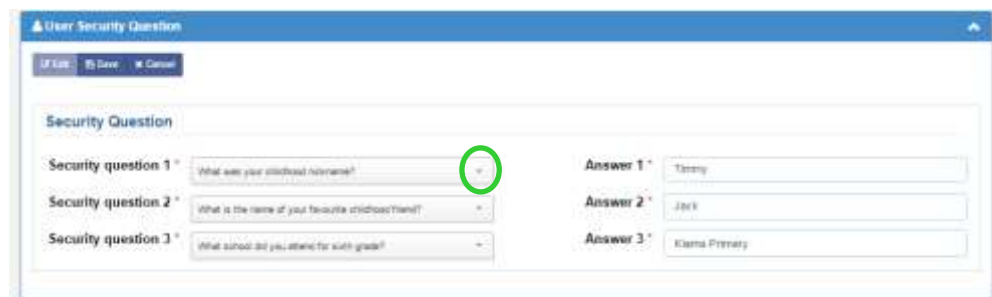 User Security Question
Edit Save Cancel
Security Question
Security question 1 * What was your childhood nickname? Answer 1 * Timmy
Security question 2 * What is the name of your favourite childhood friend? Answer 2 * Jack
Security question 3 * What school did you attend for sixth grade? Answer 3 * Kiama Primary